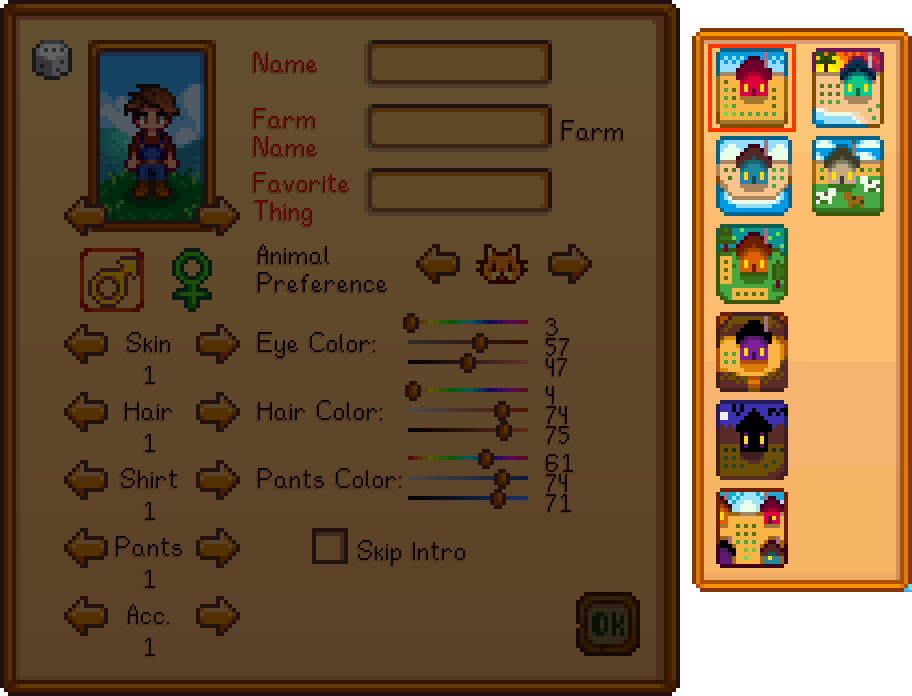 Name
Farm
Name
Farm
Favorite
Thing
Animal
Preference
Skin
1
Eye Color:
3
57
47
Hair
1
Hair Color:
4
74
75
Shirt
1
Pants Color:
61
74
71
Pants
1
Skip Intro
Acc.
1
OK